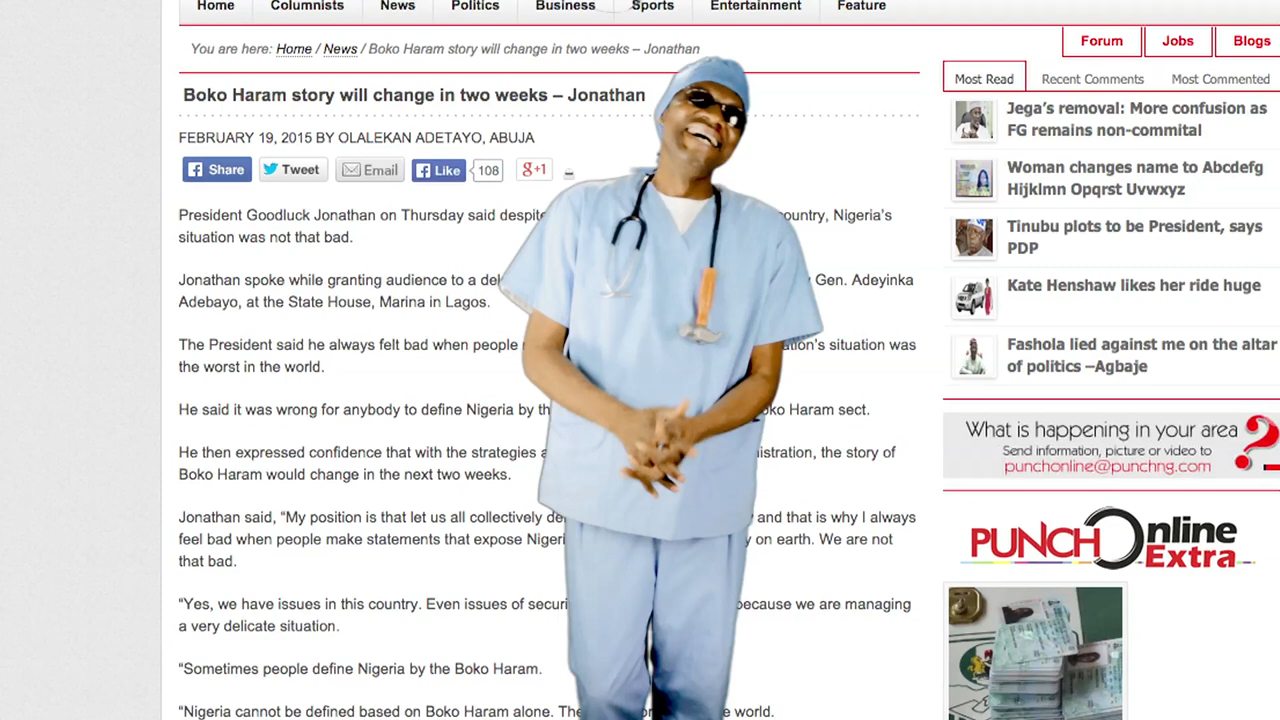 Home Columnists News Politics Business Sports Entertainment Feature
You are here: Home / News / Boko Haram story will change in two weeks – Jonathan
Forum Jobs Blogs
Most Read Recent Comments Most Commented
Boko Haram story will change in two weeks – Jonathan
FEBRUARY 19, 2015 BY OLALEKAN ADETAYO, ABUJA
Share Tweet Email Like 108 g+1
President Goodluck Jonathan on Thursday said despite country, Nigeria's
situation was not that bad.
Jonathan spoke while granting audience to a Gen. Adeyinka
Adebayo, at the State House, Marina in Lagos.
The President said he always felt bad when people situation was
the worst in the world.
He said it was wrong for anybody to define Nigeria by Boko Haram sect.
He then expressed confidence that with the strategies the story of
Boko Haram would change in the next two weeks.
Jonathan said, “My position is that let us all collectively and that is why I always
feel bad when people make statements that expose on earth. We are not
that bad.
“Yes, we have issues in this country. Even issues of because we are managing
a very delicate situation.
“Sometimes people define Nigeria by the Boko Haram.
“Nigeria cannot be defined based on Boko Haram alone. world.
Jega's removal: More confusion as
FG remains non-commital
Woman changes name to Abcdefg
Hijklmn Opqrst Uvwxyz
Tinubu plots to be President, says
PDP
Kate Henshaw likes her ride huge
Fashola lied against me on the altar
of politics –Agbaje
What is happening in your area ?
Send information, picture or video to
punchonline@punchng.com
PUNCH Online
Extra